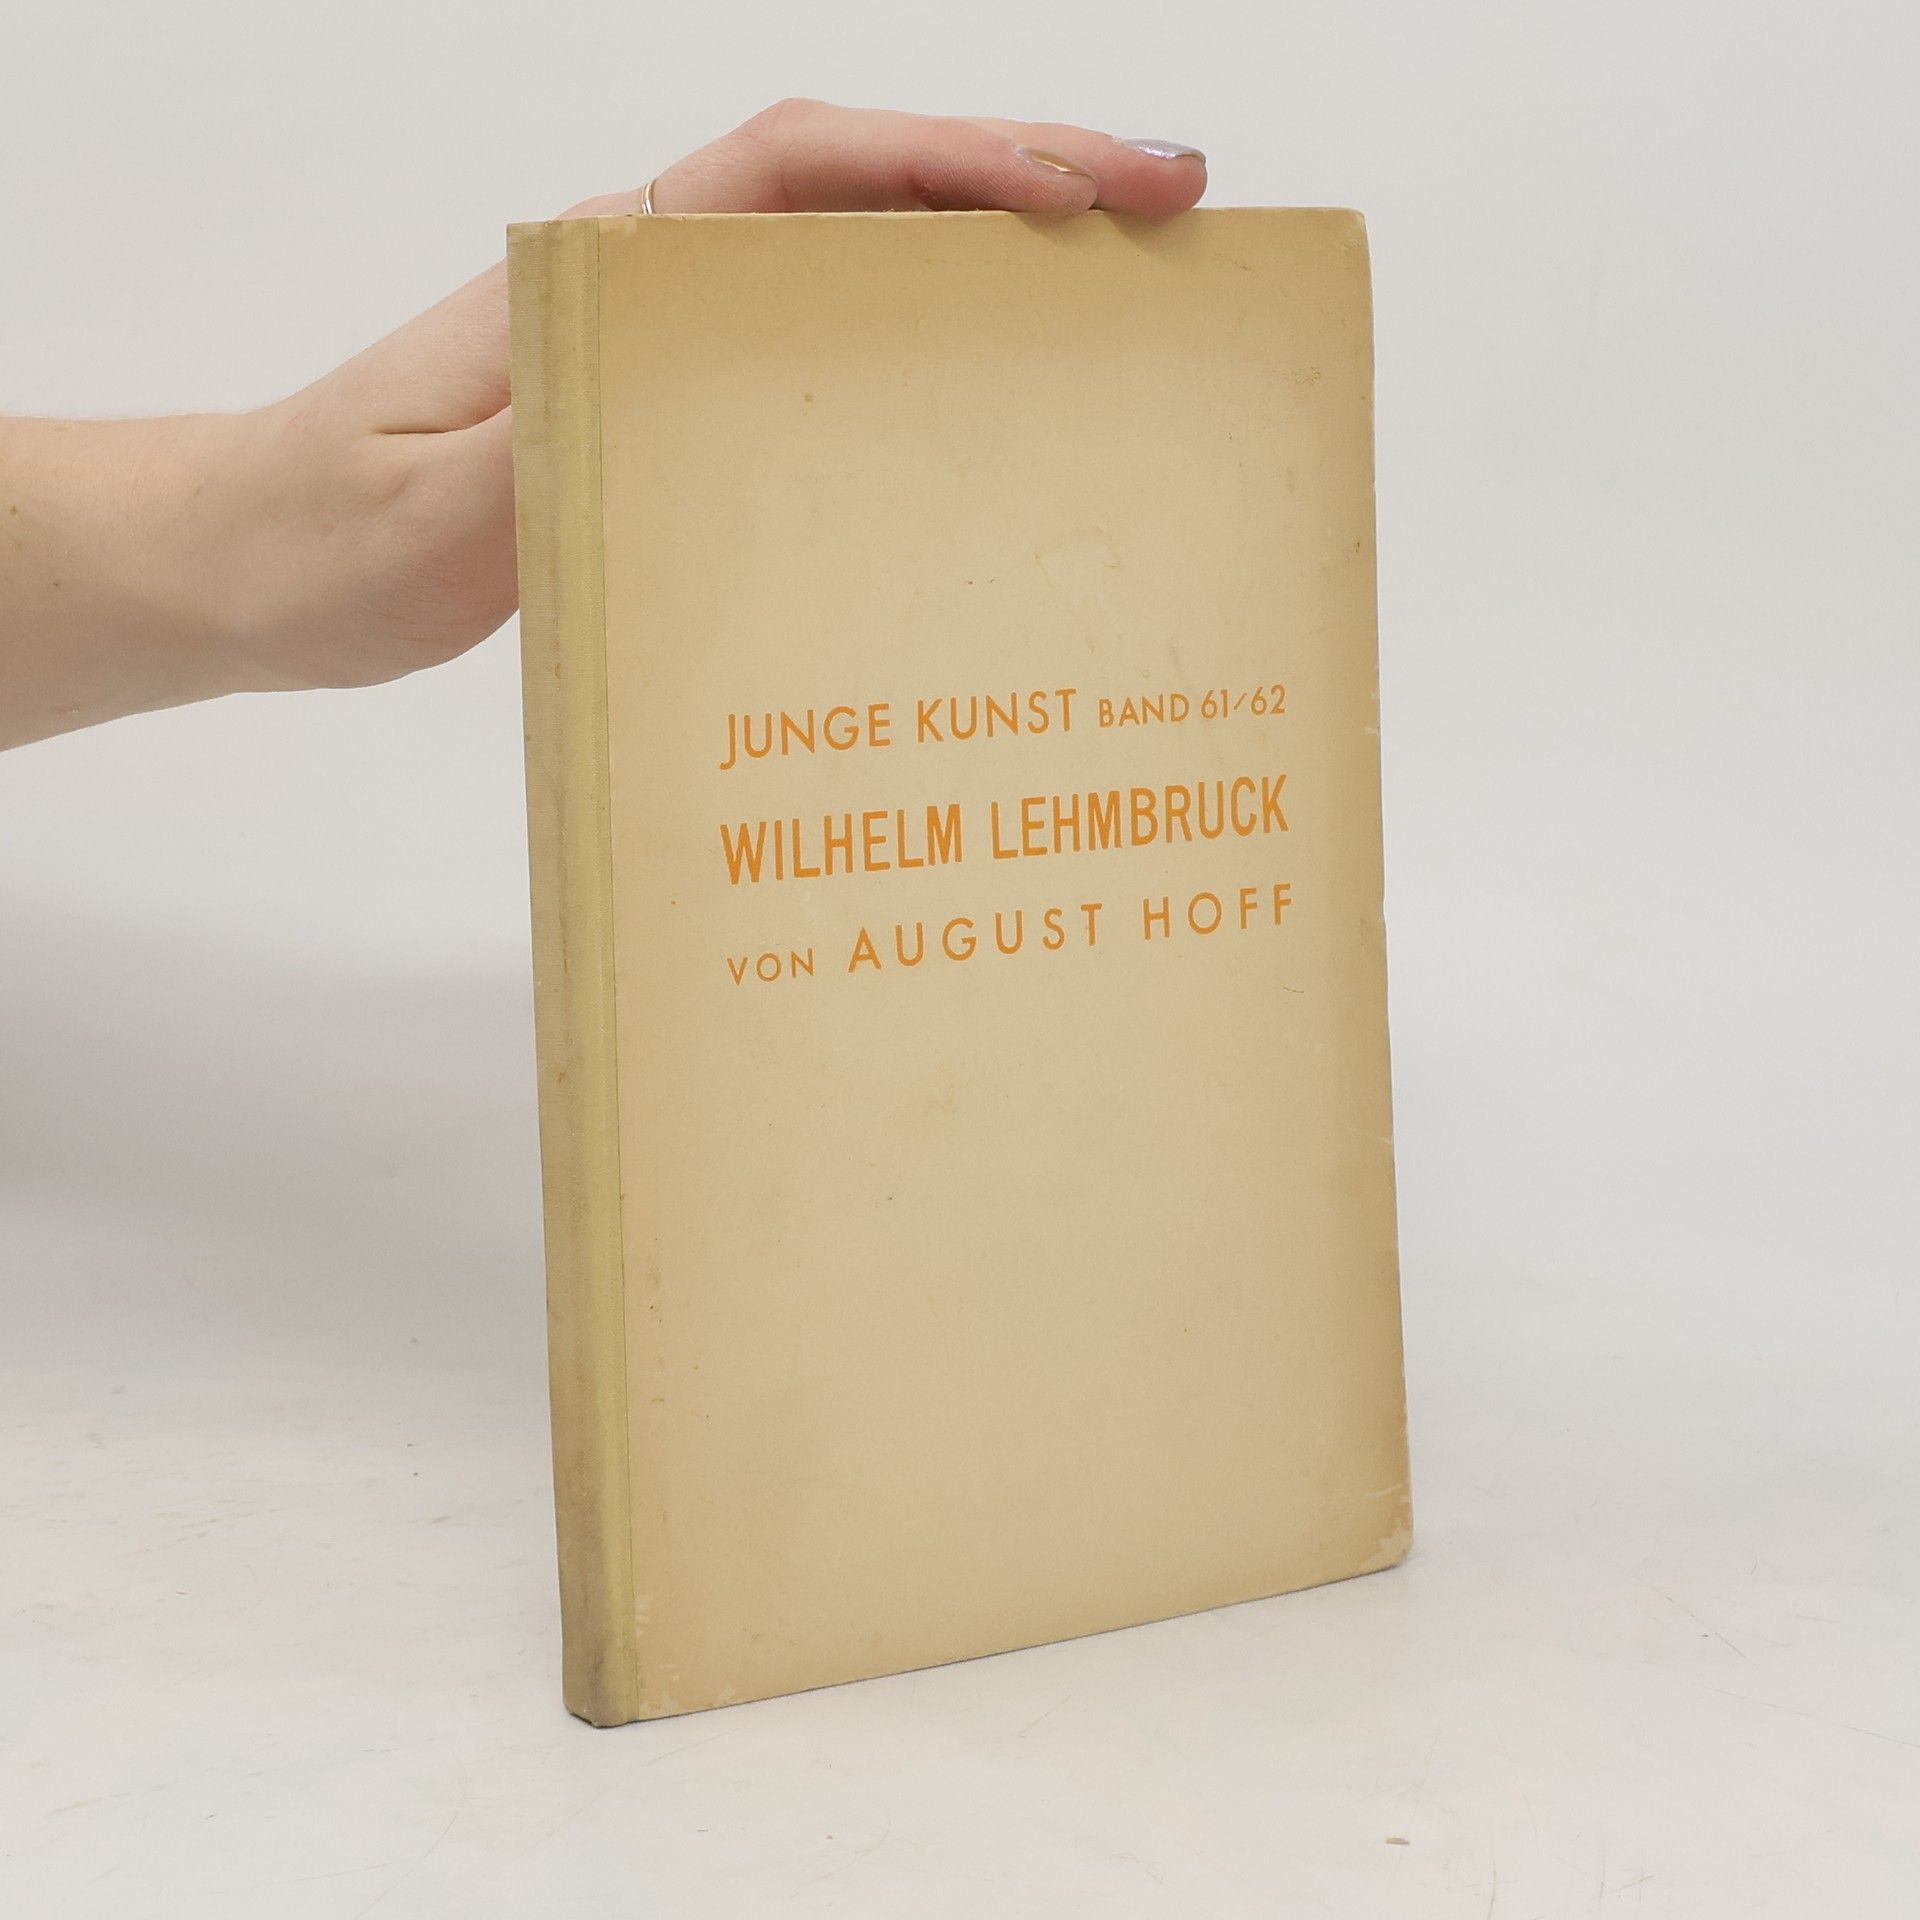 JUNGE KUNST BAND 61/62
WILHELM LEHMBRUCK
VON AUGUST HOFF